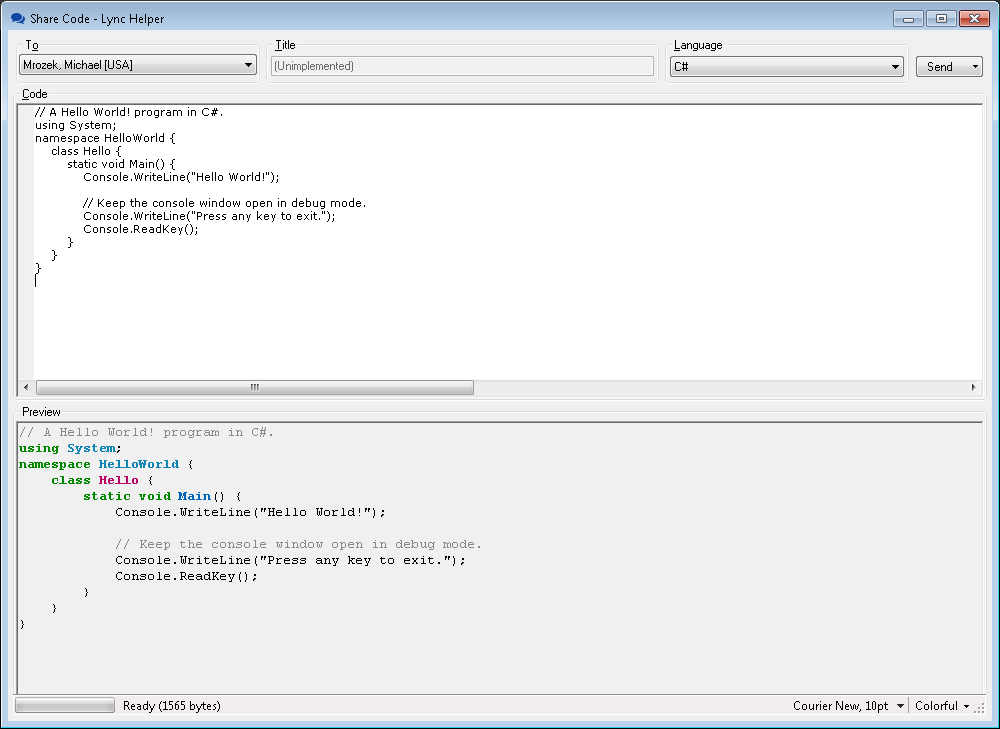 Share Code - Lync Helper
To
Title
Language
Mrozek, Michael [USA]
(Unimplemented)
C#
Send
Code
// A Hello World! program in C#.
using System;
namespace HelloWorld {
    class Hello {
        static void Main() {
            Console.WriteLine("Hello World!");

            // Keep the console window open in debug mode.
            Console.WriteLine("Press any key to exit.");
            Console.ReadKey();
        }
    }
}
Preview
// A Hello World! program in C#.
using System;
namespace HelloWorld {
    class Hello {
        static void Main() {
            Console.WriteLine("Hello World!");

            // Keep the console window open in debug mode.
            Console.WriteLine("Press any key to exit.");
            Console.ReadKey();
        }
    }
}
Ready (1565 bytes)
Courier New, 10pt
Colorful